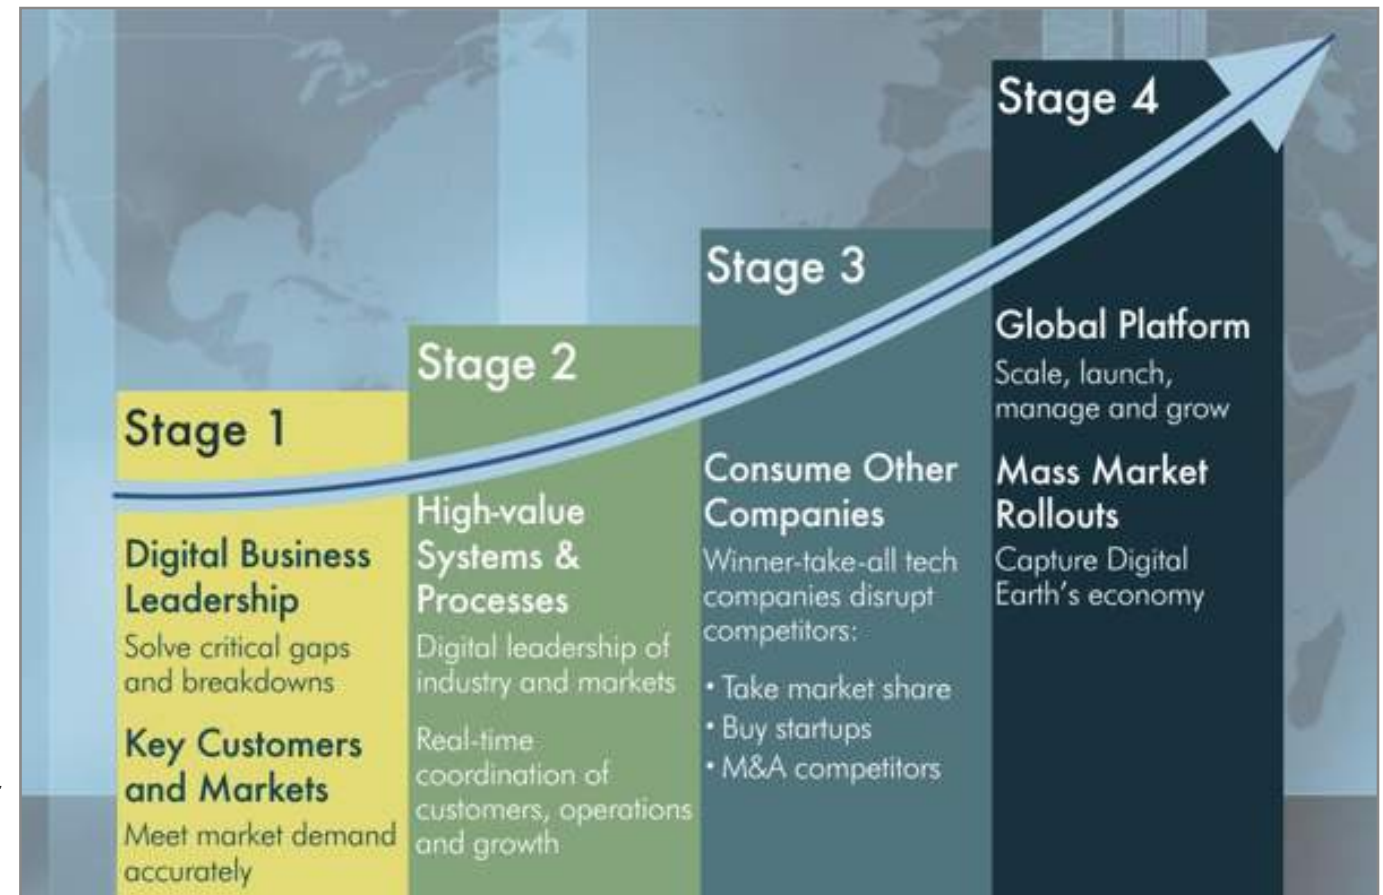 Stage 1
Digital Business
Leadership
Solve critical gaps
and breakdowns
Key Customers
and Markets
Meet market demand
accurately
Stage 2
High-value
Systems &
Processes
Digital leadership of
industry and markets
Real-time
coordination of
customers, operations
and growth
Stage 3
Consume Other
Companies
Winner-take-all tech
companies disrupt
competitors:
• Take market share
• Buy startups
• M&A competitors
Stage 4
Global Platform
Scale, launch,
manage and grow
Mass Market
Rollouts
Capture Digital
Earth's economy